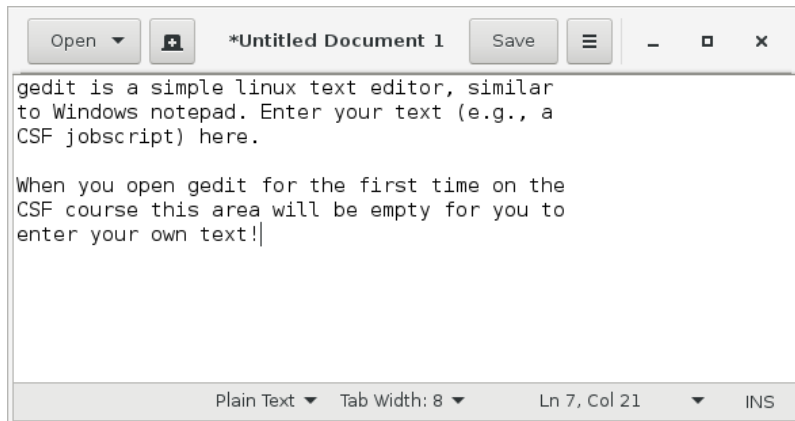 Open *Untitled Document 1 Save
gedit is a simple linux text editor, similar
to Windows notepad. Enter your text (e.g., a
CSF jobscript) here.

When you open gedit for the first time on the
CSF course this area will be empty for you to
enter your own text!
Plain Text Tab Width: 8 Ln 7, Col 21 INS